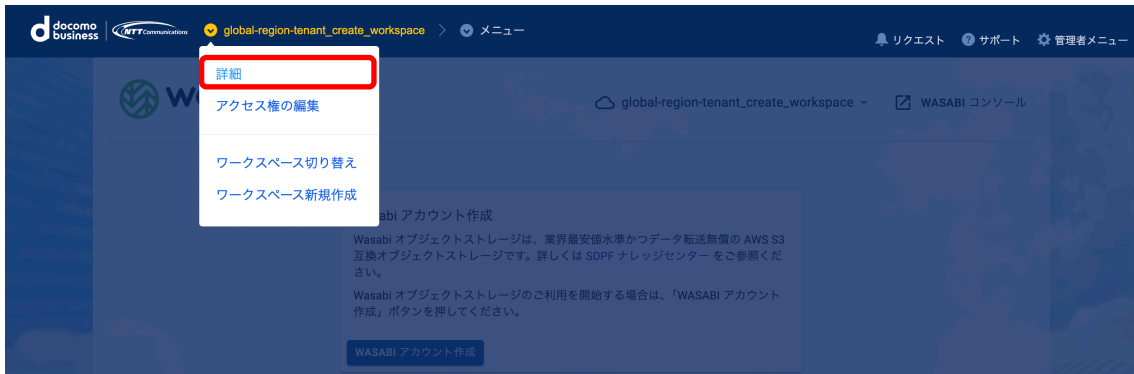 docomo business NTT Communications global-region-tenant_create_workspace メニュー リクエスト サポート 管理者メニュー
詳細
W global-region-tenant_create_workspace WASABI コンソール
アクセス権の編集
ワークスペース切り替え
ワークスペース新規作成
abi アカウント作成
Wasabi オブジェクトストレージは、業界最安値水準かつデータ転送無償の AWS S3
互換オブジェクトストレージです。詳しくは SDPF ナレッジセンター をご参照くだ
さい。
Wasabi オブジェクトストレージのご利用を開始する場合は、「WASABI アカウント
作成」ボタンを押してください。
WASABI アカウント作成